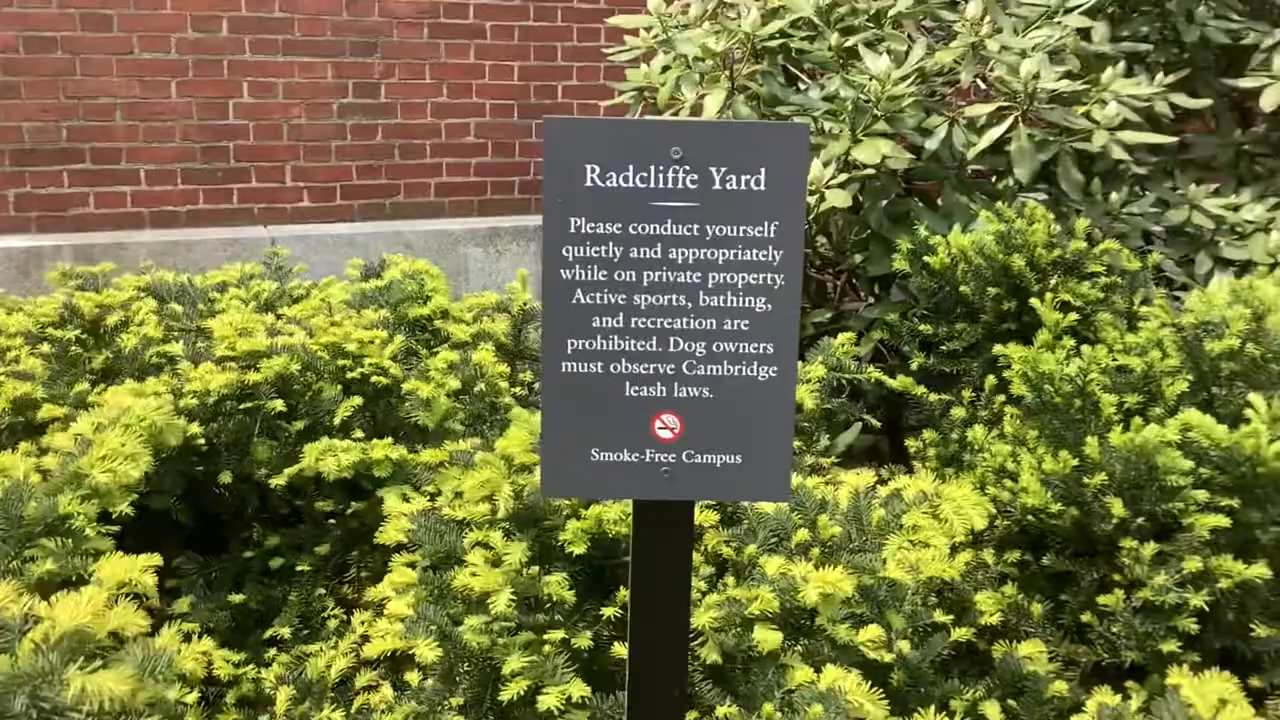 Radcliffe Yard
Please conduct yourself
quietly and appropriately
while on private property.
Active sports, bathing,
and recreation are
prohibited. Dog owners
must observe Cambridge
leash laws.
Smoke-Free Campus